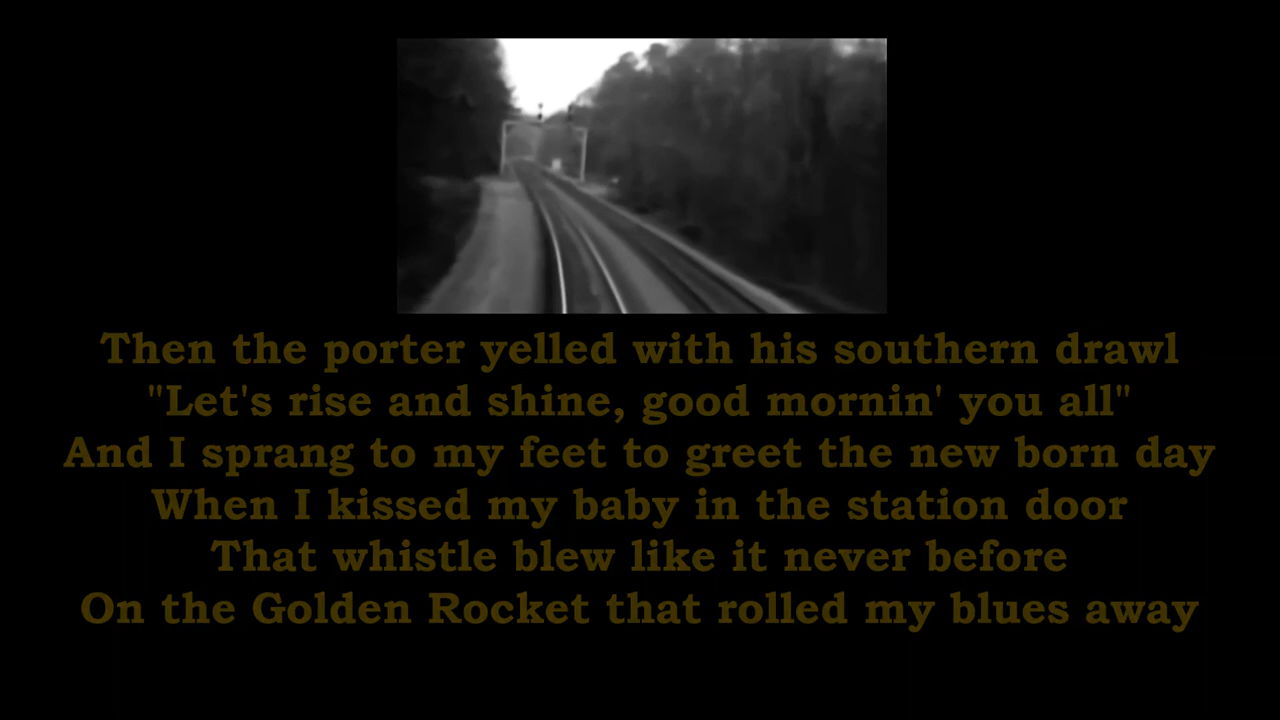 Then the porter yelled with his southern drawl
"Let's rise and shine, good mornin' you all"
And I sprang to my feet to greet the new born day
When I kissed my baby in the station door
That whistle blew like it never before
On the Golden Rocket that rolled my blues away